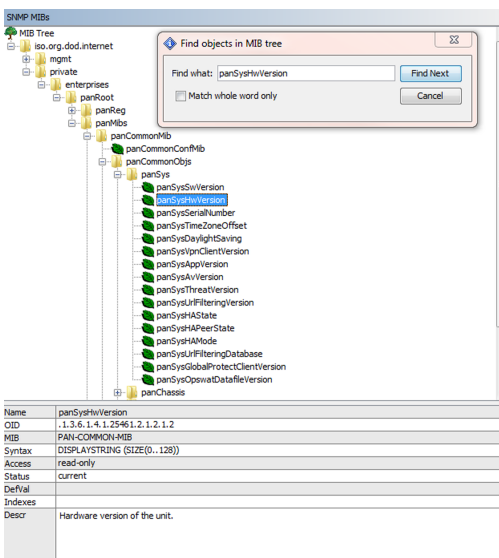 SNMP MIBs
MIB Tree
iso.org.dod.internet
mgmt
private
enterprises
panRoot
panReg
panMibs
panCommonMib
panCommonConfMib
panCommonObjs
panSys
panSysSwVersion
panSysHwVersion
panSysSerialNumber
panSysTimeZoneOffset
panSysDaylightSaving
panSysVpnClientVersion
panSysAppVersion
panSysAvVersion
panSysThreatVersion
panSysUrlFilteringVersion
panSysHAState
panSysHAPeerState
panSysHAMode
panSysUrlFilteringDatabase
panSysGlobalProtectClientVersion
panSysOpswatDatafileVersion
panChassis
Find objects in MIB tree
Find what: panSysHwVersion Find Next
Match whole word only Cancel
Name panSysHwVersion
OID .1.3.6.1.4.1.25461.2.1.2.1.2
MIB PAN-COMMON-MIB
Syntax DISPLAYSTRING (SIZE(0..128))
Access read-only
Status current
DefVal
Indexes
Descr Hardware version of the unit.